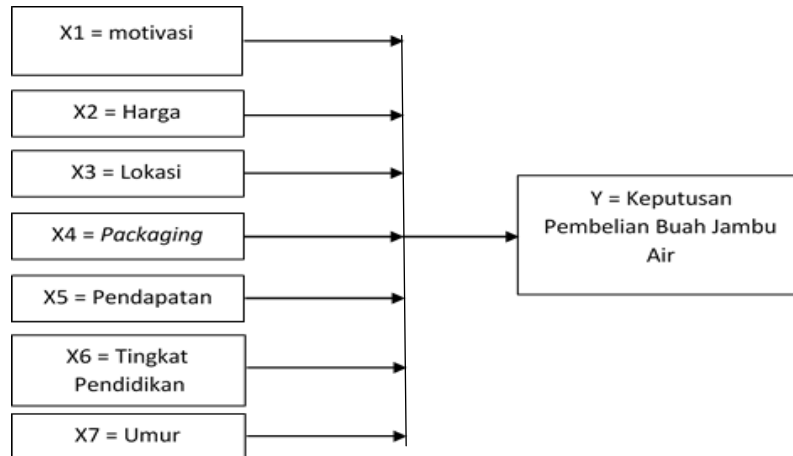 X1 = motivasi
X2 = Harga
X3 = Lokasi
X4 = Packaging
X5 = Pendapatan
X6 = Tingkat
Pendidikan
X7 = Umur
Y = Keputusan
Pembelian Buah Jambu
Air